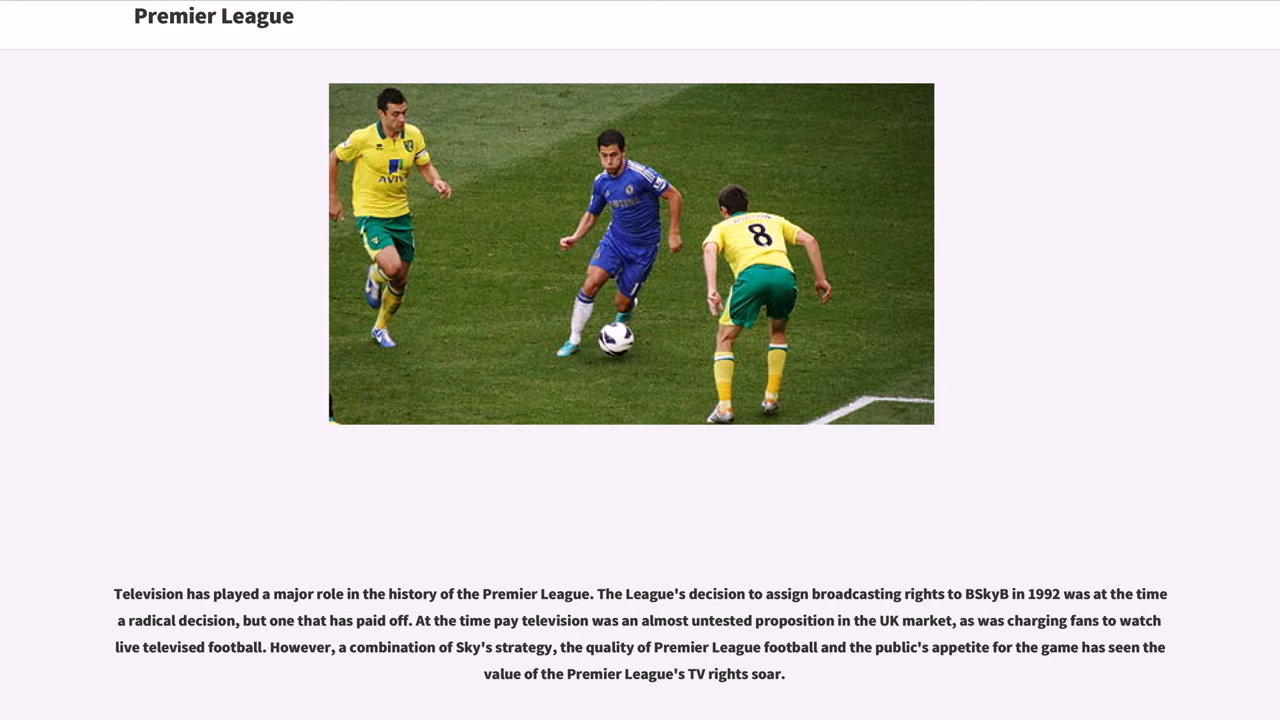 Premier League
AVIVA
SAMSUNG
8
Television has played a major role in the history of the Premier League. The League's decision to assign broadcasting rights to BSkyB in 1992 was at the time
a radical decision, but one that has paid off. At the time pay television was an almost untested proposition in the UK market, as was charging fans to watch
live televised football. However, a combination of Sky's strategy, the quality of Premier League football and the public's appetite for the game has seen the
value of the Premier League's TV rights soar.